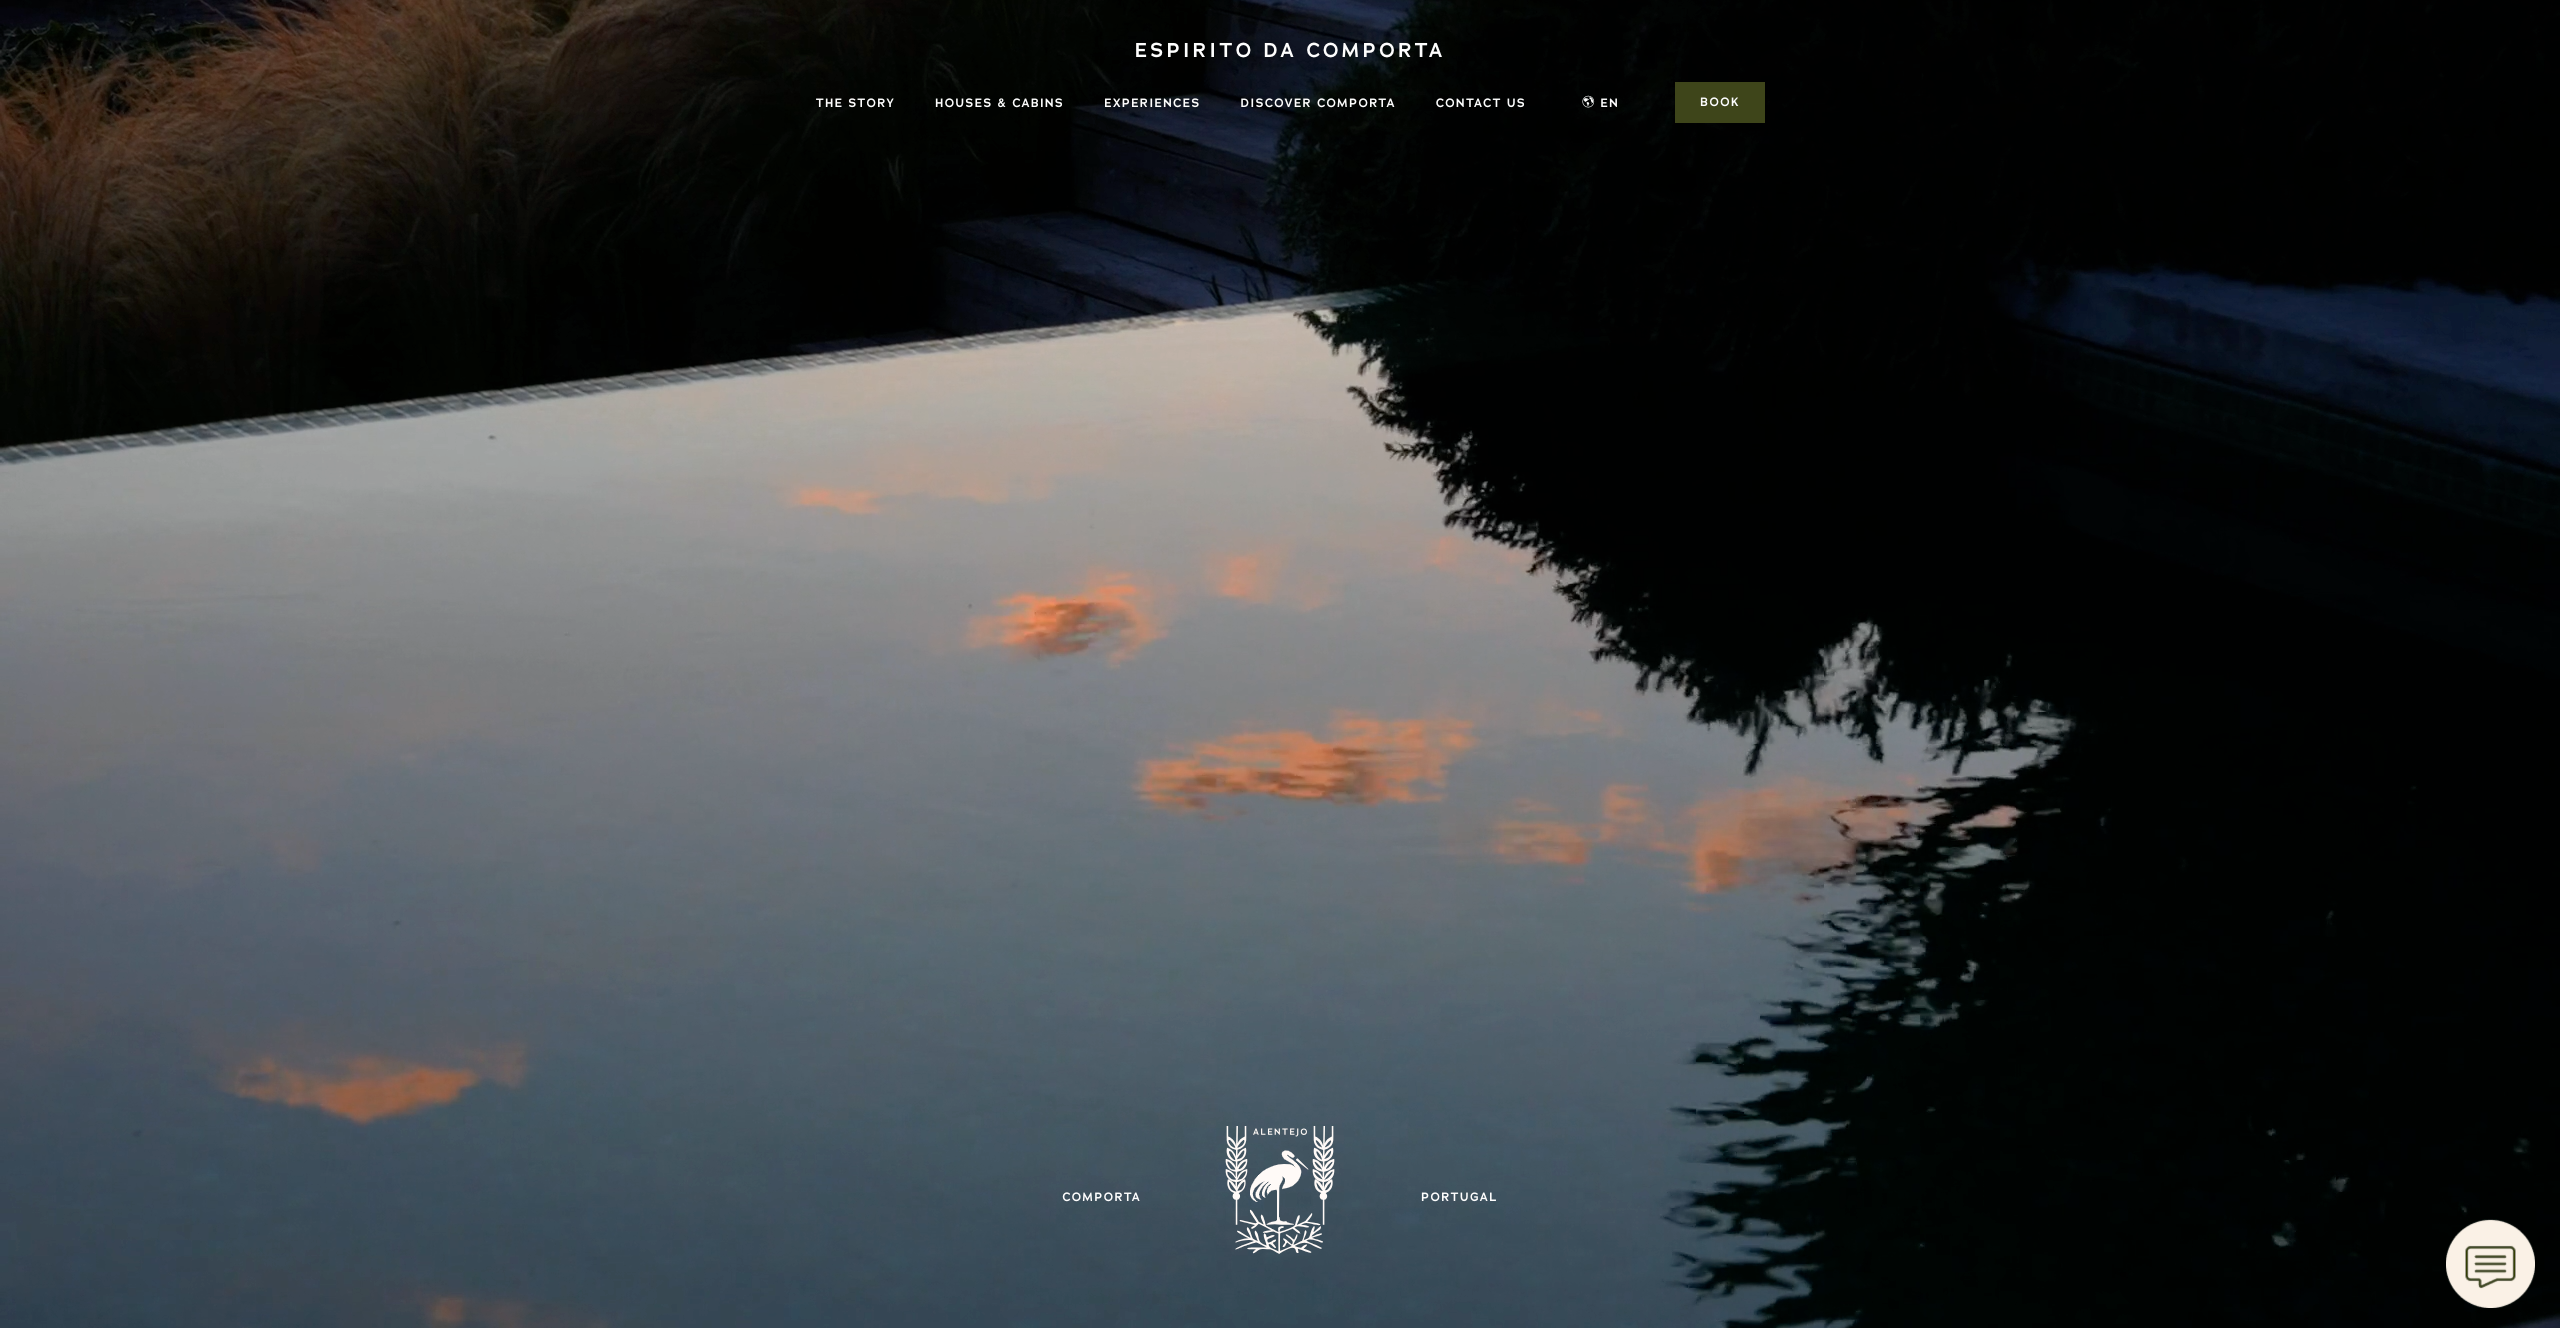 ESPIRITO DA COMPORTA
THE STORY HOUSES & CABINS EXPERIENCES DISCOVER COMPORTA CONTACT US EN BOOK
ALENTEJO
COMPORTA PORTUGAL